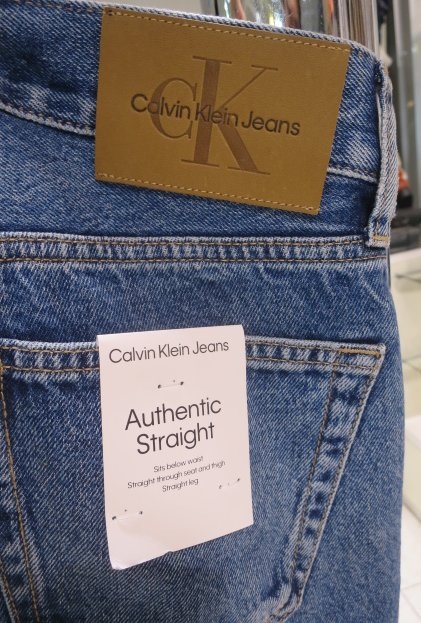 CK
Calvin Klein Jeans
Calvin Klein Jeans
Authentic
Straight
Sits below waist
Straight through seat and thigh
Straight leg